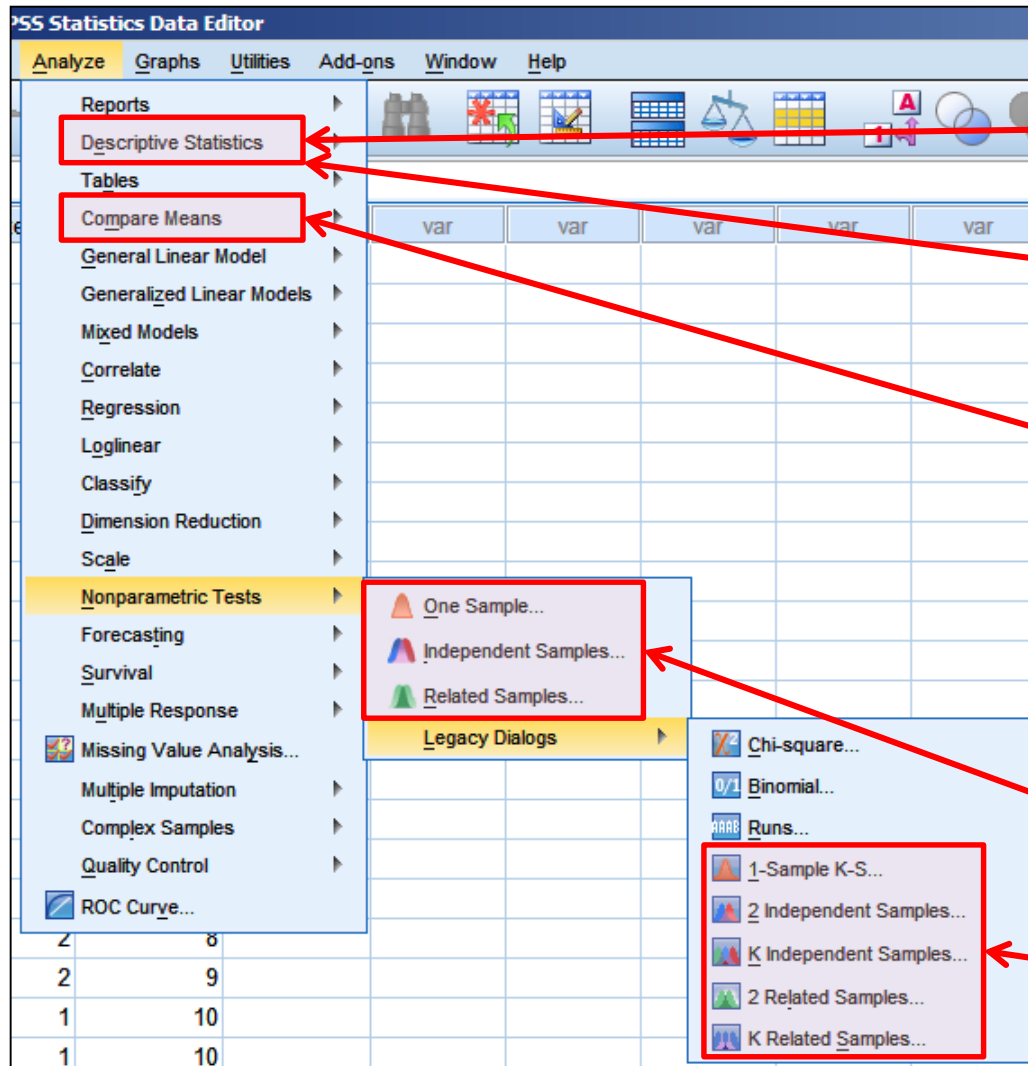 PSS Statistics Data Editor
Analyze Graphs Utilities Add-ons Window Help
Reports
Descriptive Statistics
Tables
Compare Means
var var var var var
General Linear Model
Generalized Linear Models
Mixed Models
Correlate
Regression
Loglinear
Classify
Dimension Reduction
Scale
Nonparametric Tests
Forecasting
Survival
Multiple Response
Missing Value Analysis...
Multiple Imputation
Complex Samples
Quality Control
ROC Curve...
One Sample...
Independent Samples...
Related Samples...
Legacy Dialogs
Chi-square...
Binomial...
Runs...
1-Sample K-S...
2 Independent Samples...
K Independent Samples...
2 Related Samples...
K Related Samples...
2 8
2 9
1 10
1 10